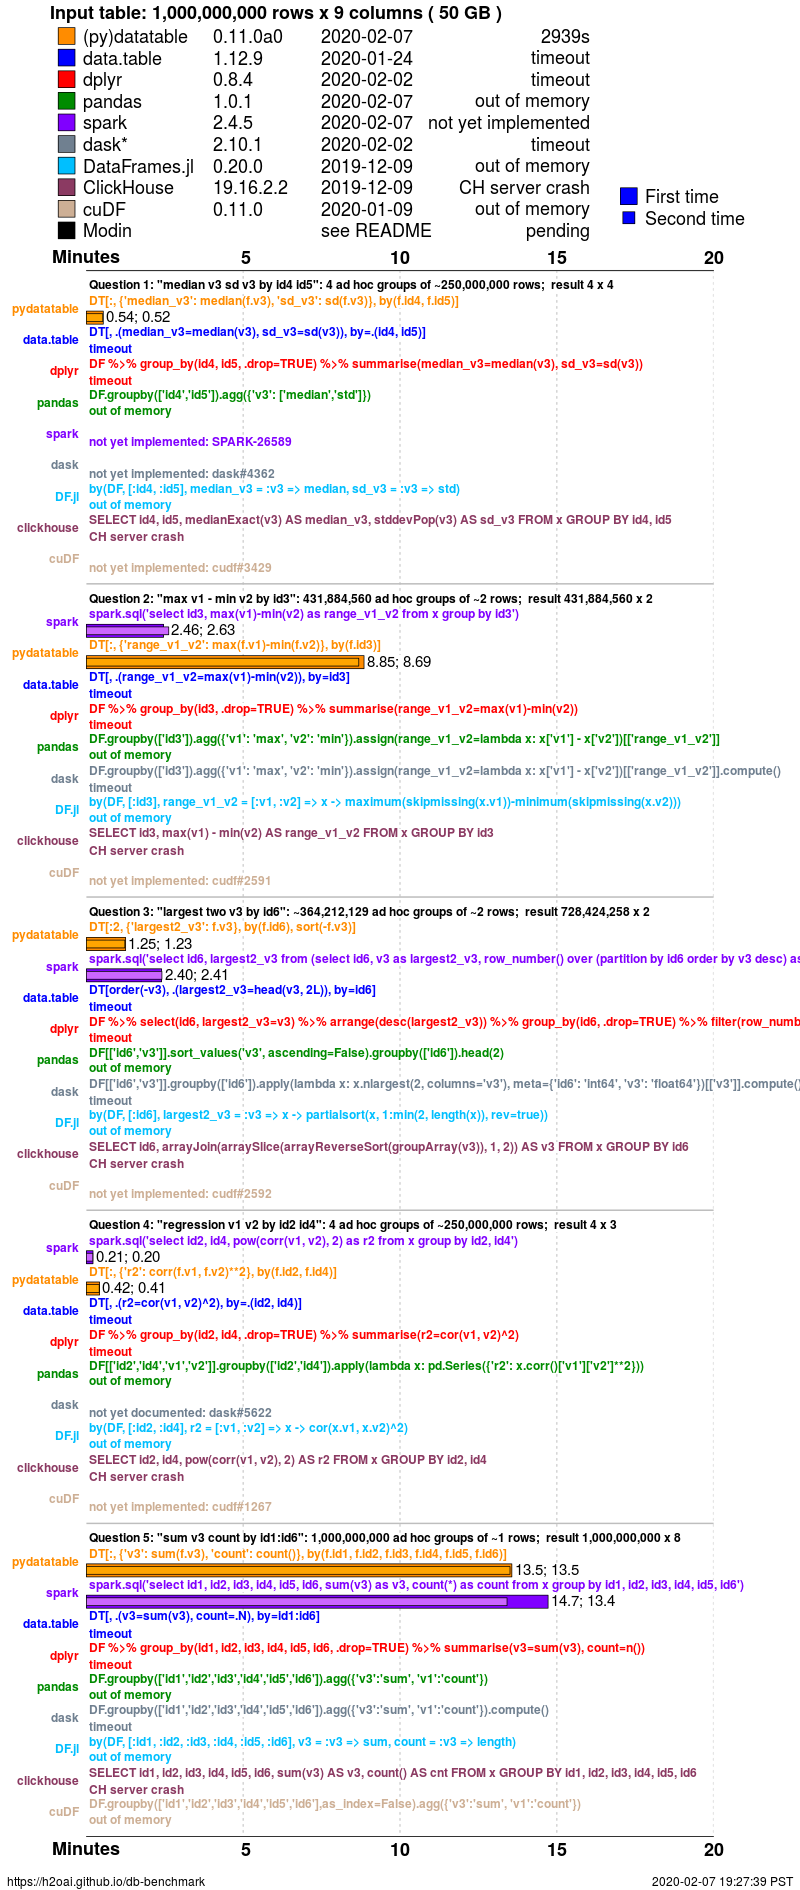 Input table: 1,000,000,000 rows x 9 columns ( 50 GB )
(py)datatable 0.11.0a0 2020-02-07 2939s
data.table 1.12.9 2020-01-24 timeout
dplyr 0.8.4 2020-02-02 timeout
pandas 1.0.1 2020-02-07 out of memory
spark 2.4.5 2020-02-07 not yet implemented
dask* 2.10.1 2020-02-02 timeout
DataFrames.jl 0.20.0 2019-12-09 out of memory
ClickHouse 19.16.2.2 2019-12-09 CH server crash
cuDF 0.11.0 2020-01-09 out of memory
Modin see README pending
First time
Second time
Minutes 5 10 15 20
Question 1: "median v3 sd v3 by id4 id5": 4 ad hoc groups of ~250,000,000 rows; result 4 x 4
DT[:, {'median_v3': median(f.v3), 'sd_v3': sd(f.v3)}, by(f.id4, f.id5)]
pydatatable
0.54; 0.52
DT[, .(median_v3=median(v3), sd_v3=sd(v3)), by=.(id4, id5)]
data.table
timeout
DF %>% group_by(id4, id5, .drop=TRUE) %>% summarise(median_v3=median(v3), sd_v3=sd(v3))
dplyr
timeout
DF.groupby(['id4','id5']).agg({'v3': ['median','std']})
pandas
out of memory
spark
not yet implemented: SPARK-26589
dask
not yet implemented: dask#4362
by(DF, [:id4, :id5], median_v3 = :v3 => median, sd_v3 = :v3 => std)
DF.jl
out of memory
SELECT id4, id5, medianExact(v3) AS median_v3, stddevPop(v3) AS sd_v3 FROM x GROUP BY id4, id5
clickhouse
CH server crash
cuDF
not yet implemented: cudf#3429
Question 2: "max v1 - min v2 by id3": 431,884,560 ad hoc groups of ~2 rows; result 431,884,560 x 2
spark.sql('select id3, max(v1)-min(v2) as range_v1_v2 from x group by id3')
spark
2.46; 2.63
DT[:, {'range_v1_v2': max(f.v1)-min(f.v2)}, by(f.id3)]
pydatatable
8.85; 8.69
DT[, .(range_v1_v2=max(v1)-min(v2)), by=id3]
data.table
timeout
DF %>% group_by(id3, .drop=TRUE) %>% summarise(range_v1_v2=max(v1)-min(v2))
dplyr
timeout
DF.groupby(['id3']).agg({'v1': 'max', 'v2': 'min'}).assign(range_v1_v2=lambda x: x['v1'] - x['v2'])[['range_v1_v2']]
pandas
out of memory
DF.groupby(['id3']).agg({'v1': 'max', 'v2': 'min'}).assign(range_v1_v2=lambda x: x['v1'] - x['v2'])[['range_v1_v2']].compute()
dask
timeout
by(DF, [:id3], range_v1_v2 = [:v1, :v2] => x -> maximum(skipmissing(x.v1))-minimum(skipmissing(x.v2)))
DF.jl
out of memory
SELECT id3, max(v1) - min(v2) AS range_v1_v2 FROM x GROUP BY id3
clickhouse
CH server crash
cuDF
not yet implemented: cudf#2591
Question 3: "largest two v3 by id6": ~364,212,129 ad hoc groups of ~2 rows; result 728,424,258 x 2
DT[:2, {'largest2_v3': f.v3}, by(f.id6), sort(-f.v3)]
pydatatable
1.25; 1.23
spark.sql('select id6, largest2_v3 from (select id6, v3 as largest2_v3, row_number() over (partition by id6 order by v3 desc) as
spark
2.40; 2.41
DT[order(-v3), .(largest2_v3=head(v3, 2L)), by=id6]
data.table
timeout
DF %>% select(id6, largest2_v3=v3) %>% arrange(desc(largest2_v3)) %>% group_by(id6, .drop=TRUE) %>% filter(row_numb
dplyr
timeout
DF[['id6','v3']].sort_values('v3', ascending=False).groupby(['id6']).head(2)
pandas
out of memory
DF[['id6','v3']].groupby(['id6']).apply(lambda x: x.nlargest(2, columns='v3'), meta={'id6': 'int64', 'v3': 'float64'})[['v3']].compute()
dask
timeout
by(DF, [:id6], largest2_v3 = :v3 => x -> partialsort(x, 1:min(2, length(x)), rev=true))
DF.jl
out of memory
SELECT id6, arrayJoin(arraySlice(arrayReverseSort(groupArray(v3)), 1, 2)) AS v3 FROM x GROUP BY id6
clickhouse
CH server crash
cuDF
not yet implemented: cudf#2592
Question 4: "regression v1 v2 by id2 id4": 4 ad hoc groups of ~250,000,000 rows; result 4 x 3
spark.sql('select id2, id4, pow(corr(v1, v2), 2) as r2 from x group by id2, id4')
spark
0.21; 0.20
DT[:, {'r2': corr(f.v1, f.v2)**2}, by(f.id2, f.id4)]
pydatatable
0.42; 0.41
DT[, .(r2=cor(v1, v2)^2), by=.(id2, id4)]
data.table
timeout
DF %>% group_by(id2, id4, .drop=TRUE) %>% summarise(r2=cor(v1, v2)^2)
dplyr
timeout
DF[['id2','id4','v1','v2']].groupby(['id2','id4']).apply(lambda x: pd.Series({'r2': x.corr()['v1']['v2']**2}))
pandas
out of memory
dask
not yet documented: dask#5622
by(DF, [:id2, :id4], r2 = [:v1, :v2] => x -> cor(x.v1, x.v2)^2)
DF.jl
out of memory
SELECT id2, id4, pow(corr(v1, v2), 2) AS r2 FROM x GROUP BY id2, id4
clickhouse
CH server crash
cuDF
not yet implemented: cudf#1267
Question 5: "sum v3 count by id1:id6": 1,000,000,000 ad hoc groups of ~1 rows; result 1,000,000,000 x 8
DT[:, {'v3': sum(f.v3), 'count': count()}, by(f.id1, f.id2, f.id3, f.id4, f.id5, f.id6)]
pydatatable
13.5; 13.5
spark.sql('select id1, id2, id3, id4, id5, id6, sum(v3) as v3, count(*) as count from x group by id1, id2, id3, id4, id5, id6')
spark
14.7; 13.4
DT[, .(v3=sum(v3), count=.N), by=id1:id6]
data.table
timeout
DF %>% group_by(id1, id2, id3, id4, id5, id6, .drop=TRUE) %>% summarise(v3=sum(v3), count=n())
dplyr
timeout
DF.groupby(['id1','id2','id3','id4','id5','id6']).agg({'v3':'sum', 'v1':'count'})
pandas
out of memory
DF.groupby(['id1','id2','id3','id4','id5','id6']).agg({'v3':'sum', 'v1':'count'}).compute()
dask
timeout
by(DF, [:id1, :id2, :id3, :id4, :id5, :id6], v3 = :v3 => sum, count = :v3 => length)
DF.jl
out of memory
SELECT id1, id2, id3, id4, id5, id6, sum(v3) AS v3, count() AS cnt FROM x GROUP BY id1, id2, id3, id4, id5, id6
clickhouse
CH server crash
DF.groupby(['id1','id2','id3','id4','id5','id6'],as_index=False).agg({'v3':'sum', 'v1':'count'})
cuDF
out of memory
Minutes 5 10 15 20
https://h2oai.github.io/db-benchmark 2020-02-07 19:27:39 PST